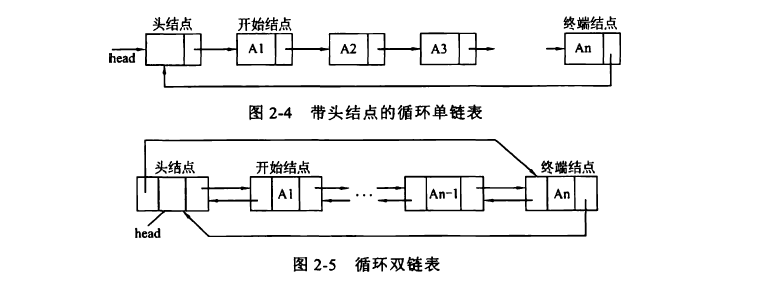 头结点 开始结点 终端结点
head A1 A2 A3 An
图 2-4 带头结点的循环单链表
头结点 开始结点 终端结点
A1 ··· An-1 An
head
图 2-5 循环双链表